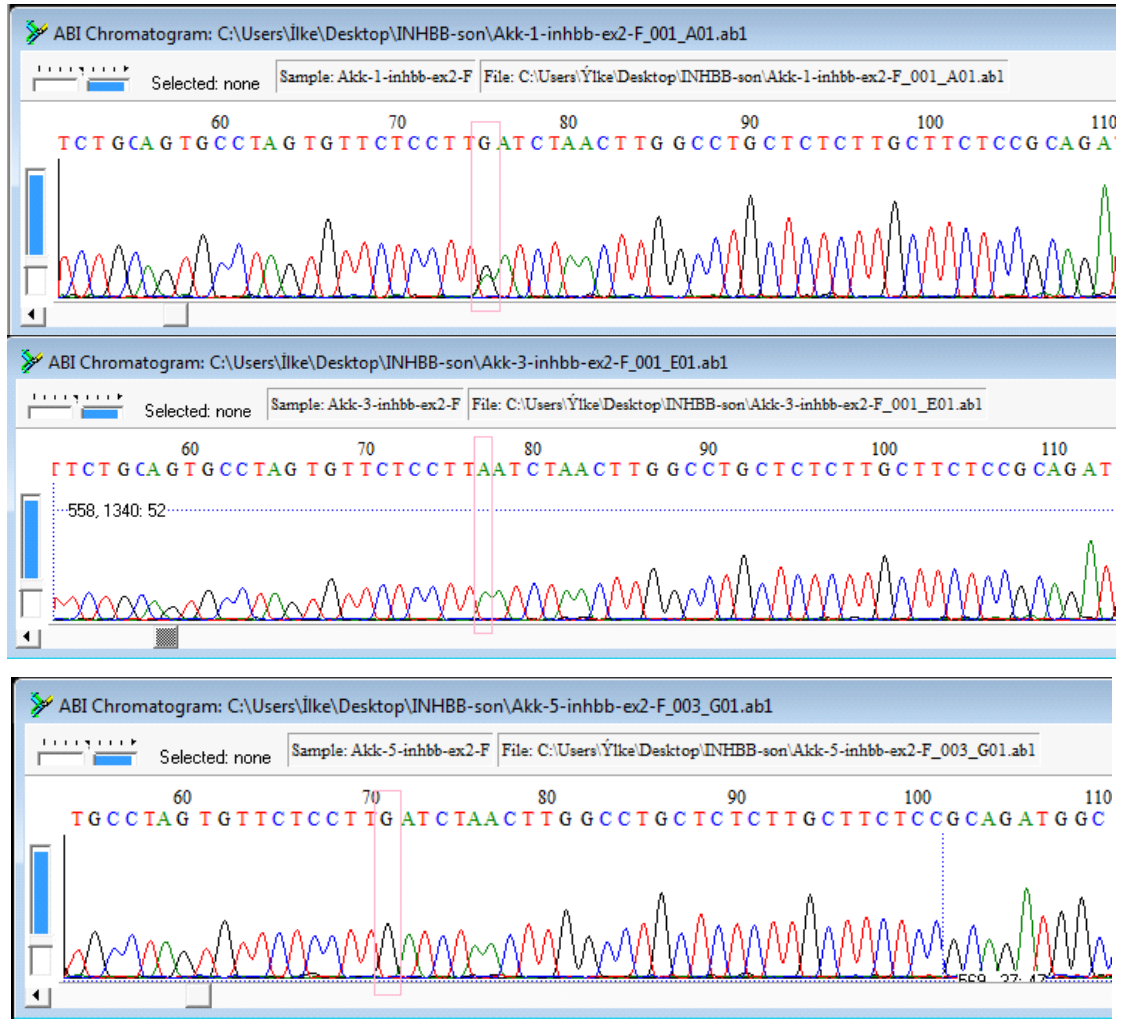 ABI Chromatogram: C:\Users\İlke\Desktop\INHBB-son\Akk-1-inhbb-ex2-F_001_A01.ab1
Selected: none Sample: Akk-1-inhbb-ex2-F File: C:\Users\Ýlke\Desktop\INHBB-son\Akk-1-inhbb-ex2-F_001_A01.ab1
60 70 80 90 100 110
TCTGCAGTGCCTAGTGTTCTCCTTGATCTAACTTGGCCTGCTCTCTTGCTTCTCCGCAGA
ABI Chromatogram: C:\Users\İlke\Desktop\INHBB-son\Akk-3-inhbb-ex2-F_001_E01.ab1
Selected: none Sample: Akk-3-inhbb-ex2-F File: C:\Users\Ýlke\Desktop\INHBB-son\Akk-3-inhbb-ex2-F_001_E01.ab1
60 70 80 90 100 110
TTCTGCAGTGCCTAGTGTTCTCCTTAATCTAACTTGGCCTGCTCTCTTGCTTCTCCGCAGAT
558, 1340: 52
ABI Chromatogram: C:\Users\İlke\Desktop\INHBB-son\Akk-5-inhbb-ex2-F_003_G01.ab1
Selected: none Sample: Akk-5-inhbb-ex2-F File: C:\Users\Ýlke\Desktop\INHBB-son\Akk-5-inhbb-ex2-F_003_G01.ab1
60 70 80 90 100 110
TGCCTAGTGTTCTCCTTGATCTAACTTGGCCTGCTCTCTTGCTTCTCCGCAGATGGC